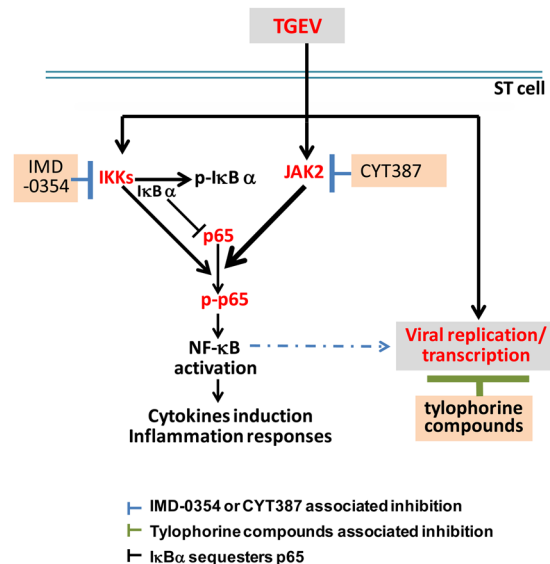 TGEV
ST cell
IMD
-0354
IKKs
p-IκB α
IκB α
JAK2
CYT387
p65
p-p65
NF-κB
activation
Viral replication/
transcription
tylophorine
compounds
Cytokines induction
Inflammation responses
IMD-0354 or CYT387 associated inhibition
Tylophorine compounds associated inhibition
IκBα sequesters p65